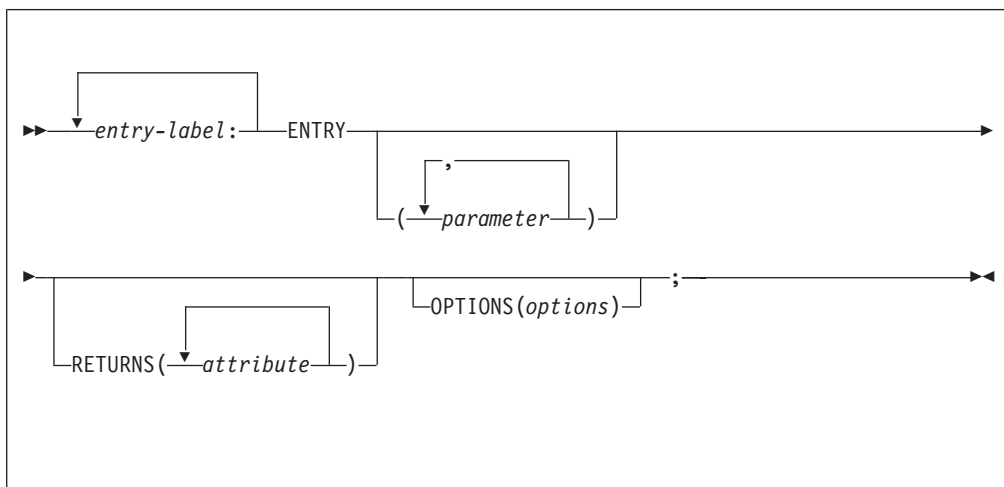 entry-label: ENTRY
,
( parameter )
;
OPTIONS(options)
RETURNS( attribute )